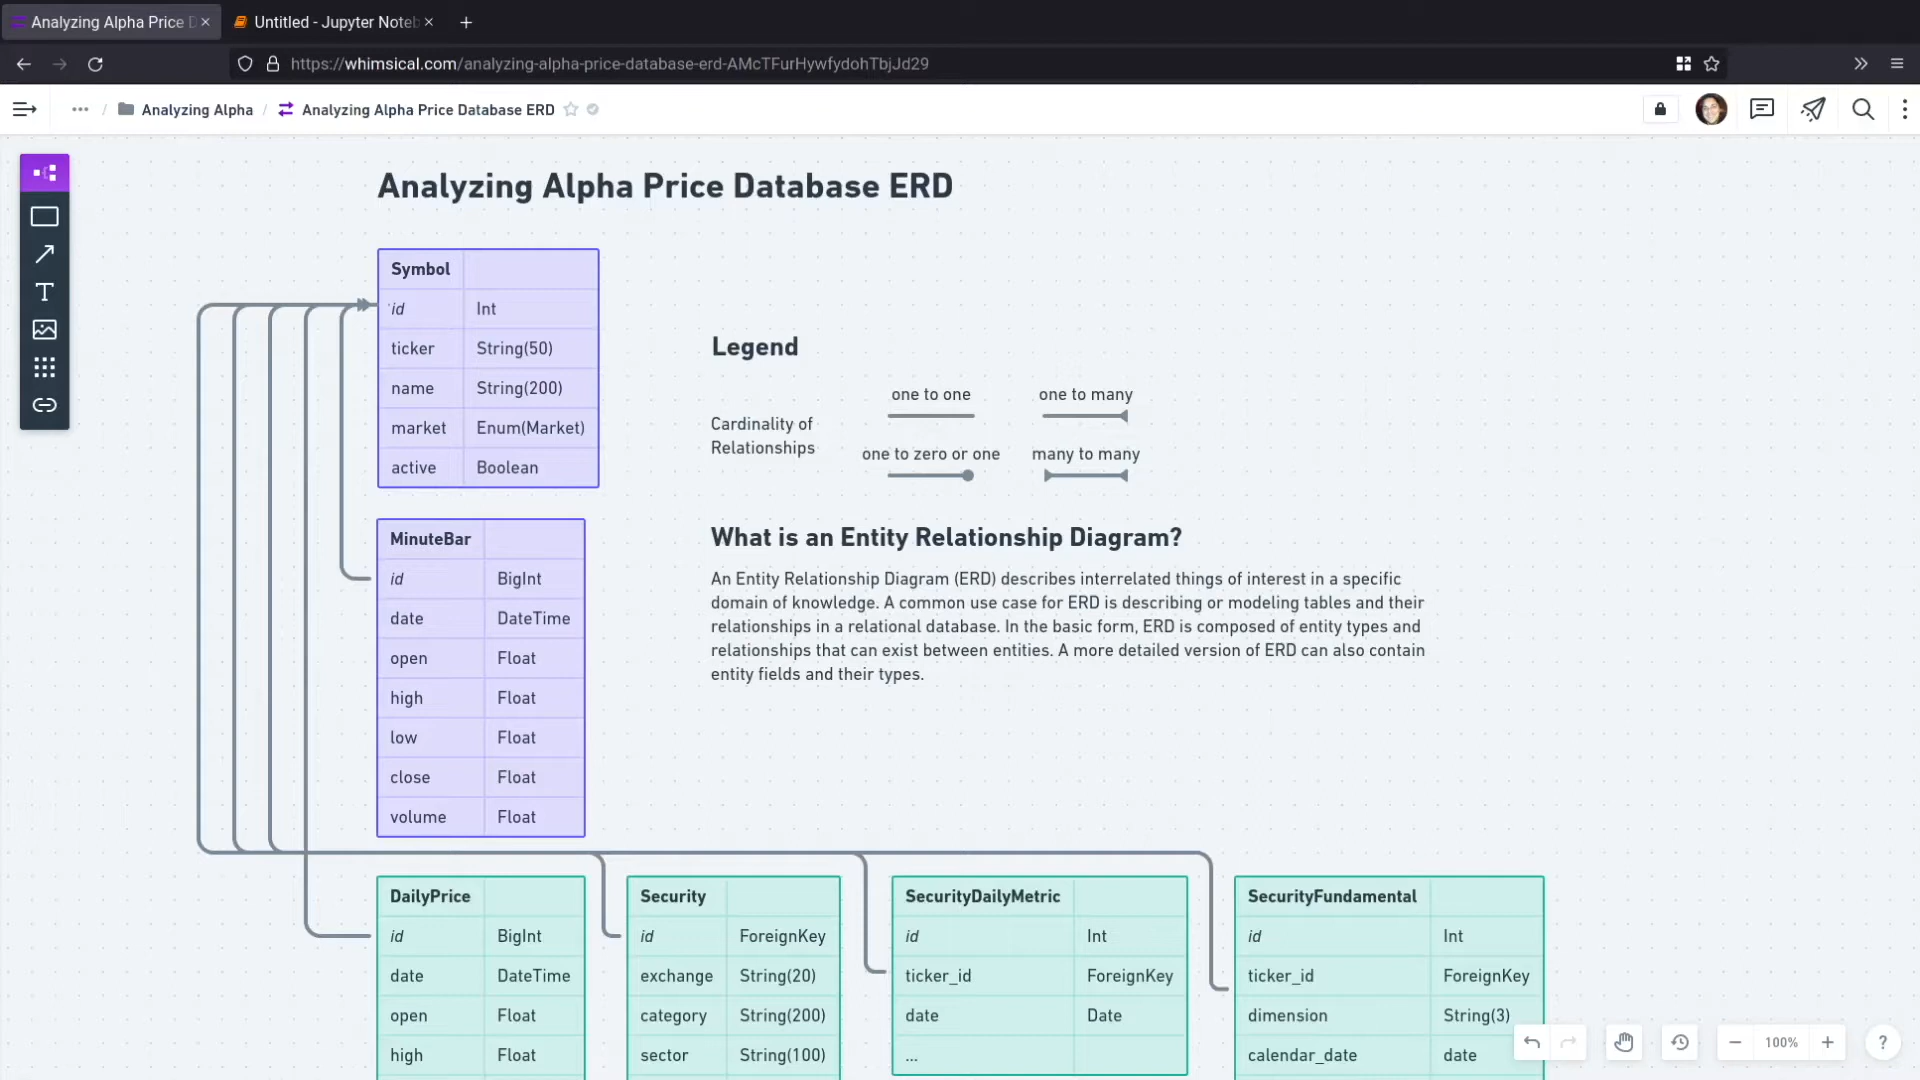 Analyzing Alpha Price D
Untitled - Jupyter Noteb
https://whimsical.com/analyzing-alpha-price-database-erd-AMcTFurHywfydohTbjJd29
... / Analyzing Alpha / Analyzing Alpha Price Database ERD
Analyzing Alpha Price Database ERD
Symbol
id Int
ticker String(50)
name String(200)
market Enum(Market)
active Boolean
Legend
Cardinality of
Relationships
one to one
one to many
one to zero or one
many to many
MinuteBar
id BigInt
date DateTime
open Float
high Float
low Float
close Float
volume Float
What is an Entity Relationship Diagram?
An Entity Relationship Diagram (ERD) describes interrelated things of interest in a specific
domain of knowledge. A common use case for ERD is describing or modeling tables and their
relationships in a relational database. In the basic form, ERD is composed of entity types and
relationships that can exist between entities. A more detailed version of ERD can also contain
entity fields and their types.
DailyPrice
id BigInt
date DateTime
open Float
high Float
Security
id ForeignKey
exchange String(20)
category String(200)
sector String(100)
SecurityDailyMetric
id Int
ticker_id ForeignKey
date Date
...
SecurityFundamental
id Int
ticker_id ForeignKey
dimension String(3)
calendar_date date
100%
?